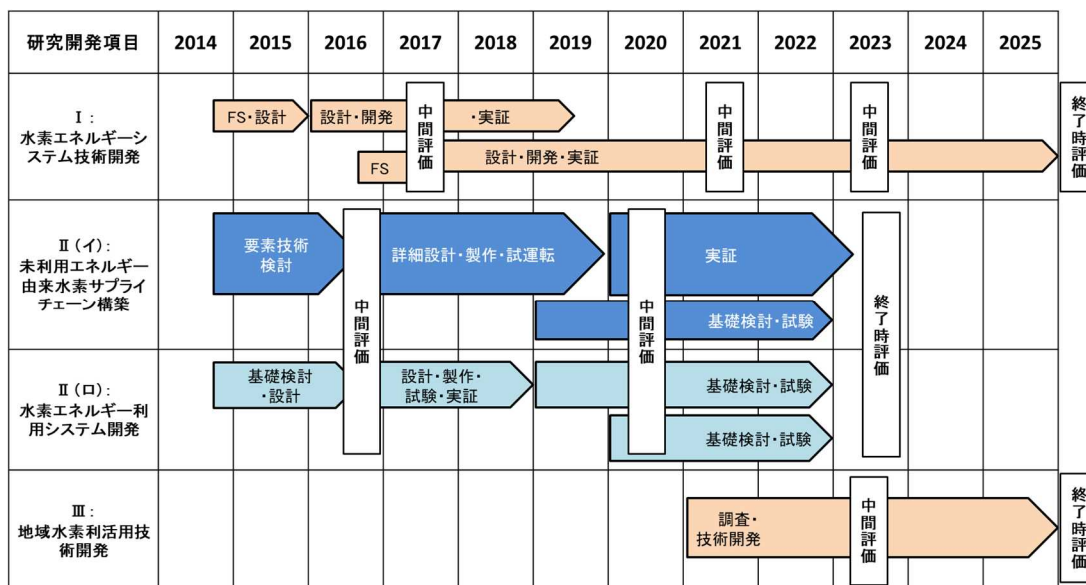 研究開発項目 2014 2015 2016 2017 2018 2019 2020 2021 2022 2023 2024 2025
Ⅰ:
水素エネルギーシ
ステム技術開発
FS・設計
設計・開発
・実証
FS
設計・開発・実証
中間評価
中間評価
中間評価
終了時評価
Ⅱ(イ):
未利用エネルギー
由来水素サプライ
チェーン構築
要素技術
検討
詳細設計・製作・試運転
実証
基礎検討・試験
中間評価
中間評価
終了時評価
Ⅱ(ロ):
水素エネルギー利
用システム開発
基礎検討
・設計
設計・製作・
試験・実証
基礎検討・試験
基礎検討・試験
Ⅲ:
地域水素利活用技
術開発
調査・
技術開発
中間評価
終了時評価